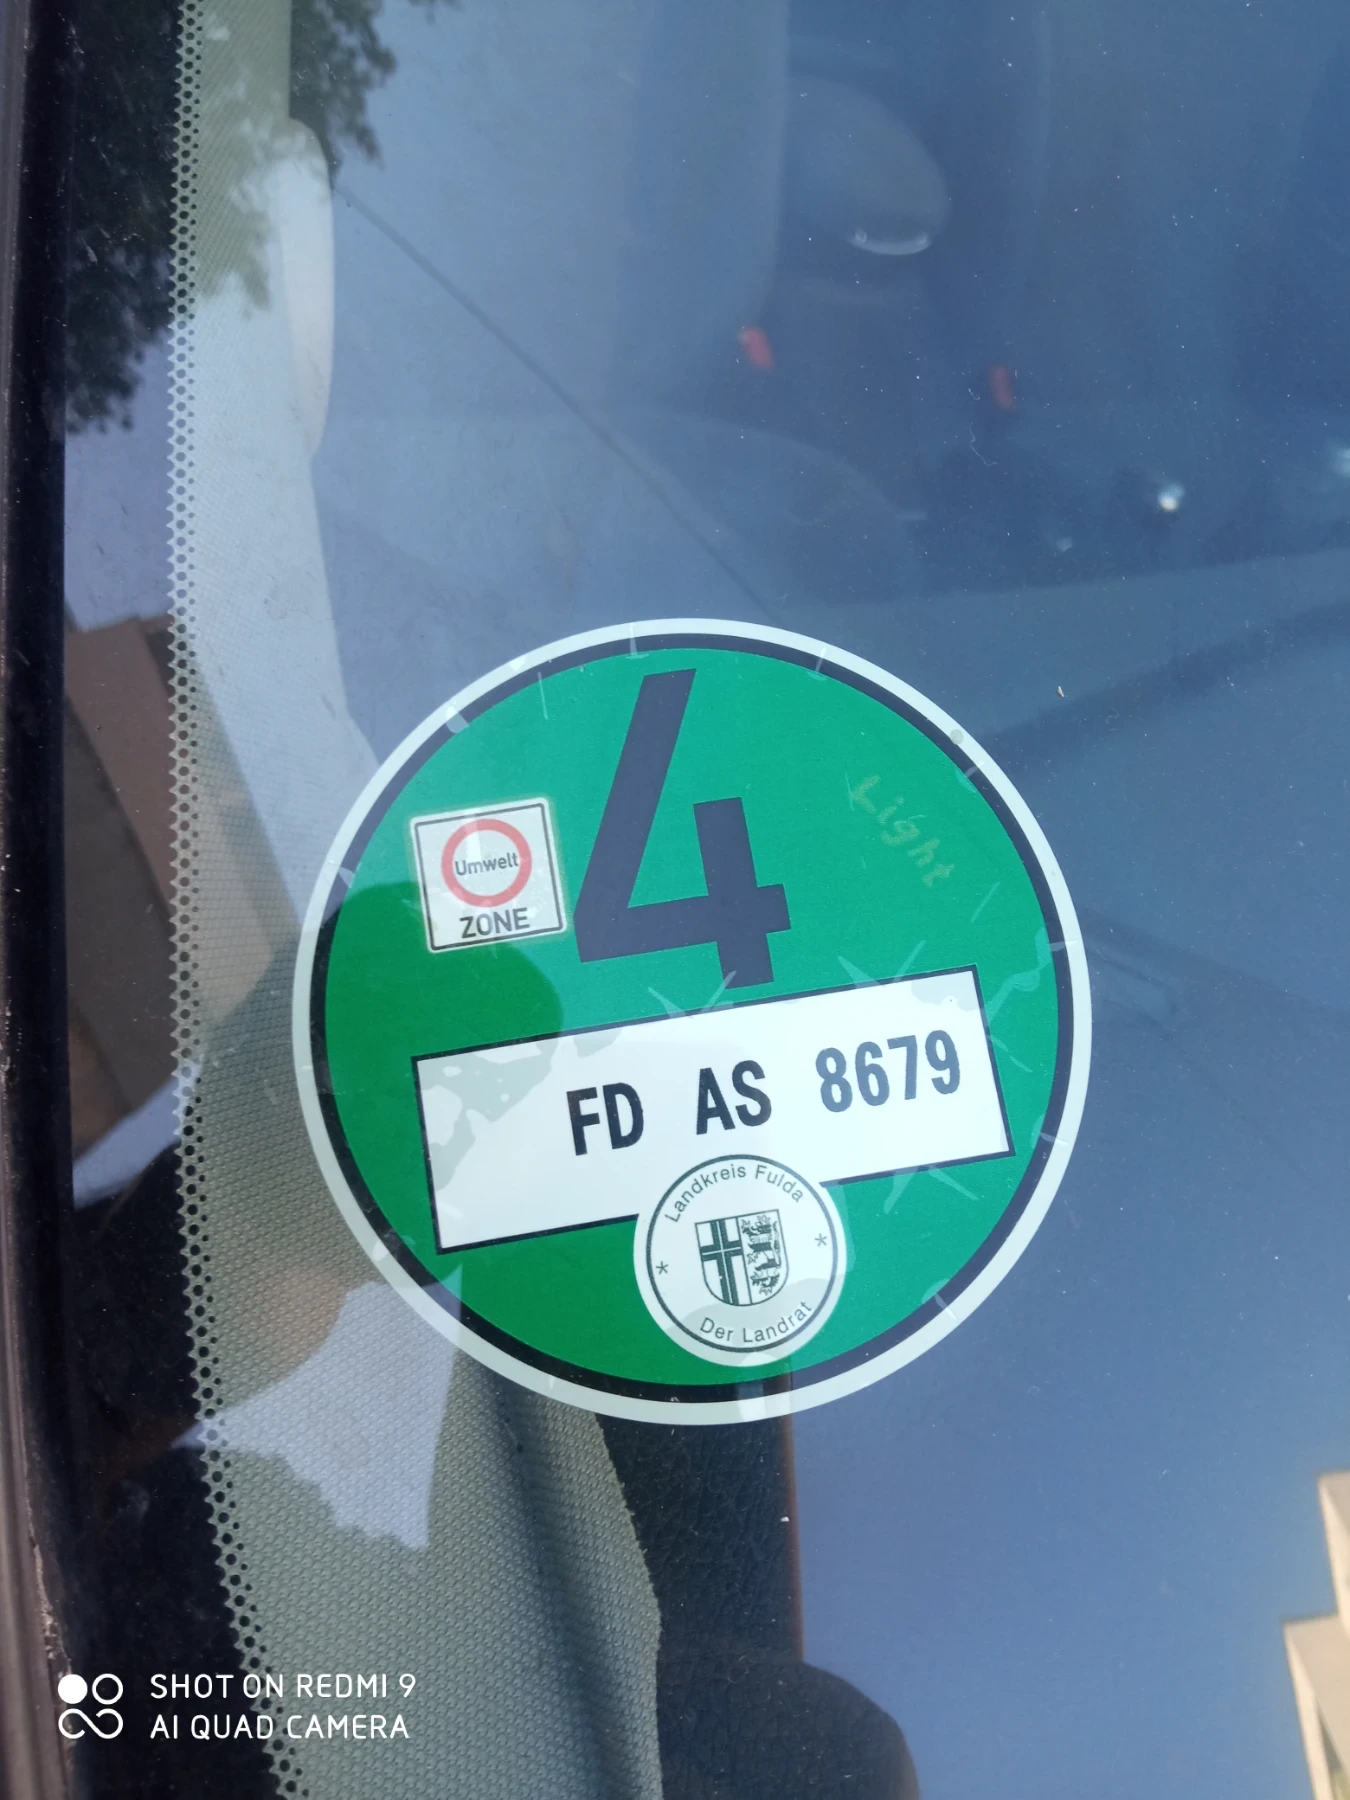 4
Light
Umwelt
ZONE
FD AS 8679
Landkreis Fulda
* *
Der Landrat
SHOT ON REDMI 9
AI QUAD CAMERA